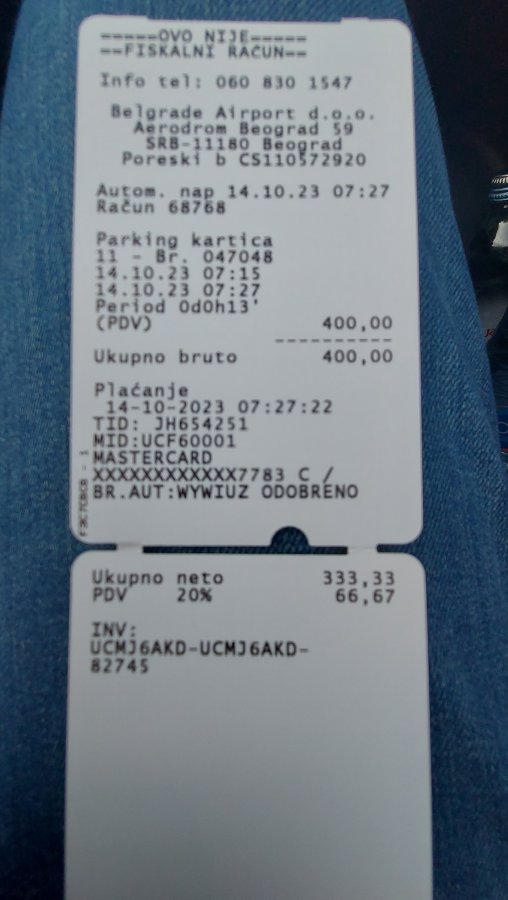 =====OVO NIJE=====
==FISKALNI RAČUN==
Info tel: 060 830 1547
Belgrade Airport d.o.o.
Aerodrom Beograd 59
SRB-11180 Beograd
Poreski b CS110572920
Autom. nap 14.10.23 07:27
Račun 68768
Parking kartica
11 - Br. 047048
14.10.23 07:15
14.10.23 07:27
Period 0d0h13'
(PDV) 400,00
----------
Ukupno bruto 400,00
Plaćanje
14-10-2023 07:27:22
TID: JH654251
MID:UCF60001
MASTERCARD
XXXXXXXXXXXX7783 C /
BR.AUT:WYWIUZ ODOBRENO
Ukupno neto 333,33
PDV 20% 66,67
INV:
UCMJ6AKD-UCMJ6AKD-
82745